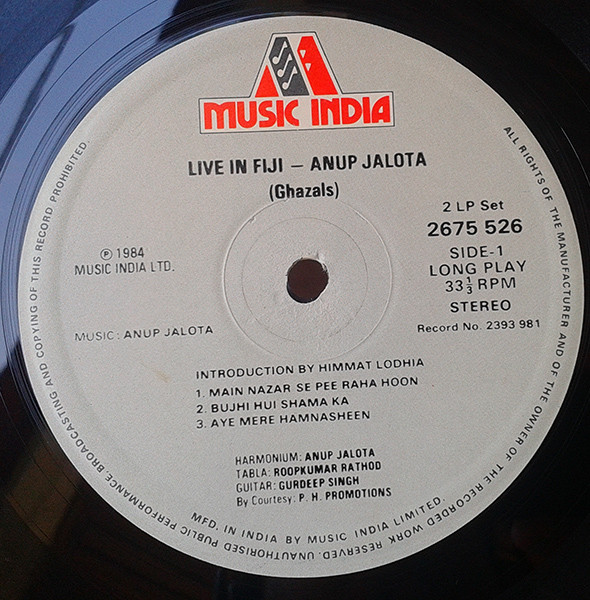 MUSIC INDIA
LIVE IN FIJI – ANUP JALOTA
(Ghazals)
2 LP Set
2675 526
SIDE-1
LONG PLAY
33 1/3 RPM
STEREO
Record No. 2393 981
℗ 1984
MUSIC INDIA LTD.
MUSIC: ANUP JALOTA
INTRODUCTION BY HIMMAT LODHIA
1. MAIN NAZAR SE PEE RAHA HOON
2. BUJHI HUI SHAMA KA
3. AYE MERE HAMNASHEEN
HARMONIUM: ANUP JALOTA
TABLA: ROOPKUMAR RATHOD
GUITAR: GURDEEP SINGH
By Courtesy: P. H. PROMOTIONS
MFD. IN INDIA BY MUSIC INDIA LIMITED.
ALL RIGHTS OF THE MANUFACTURER AND OF THE OWNER OF THE RECORDED WORK RESERVED. UNAUTHORISED PUBLIC PERFORMANCE, BROADCASTING AND COPYING OF THIS RECORD PROHIBITED.